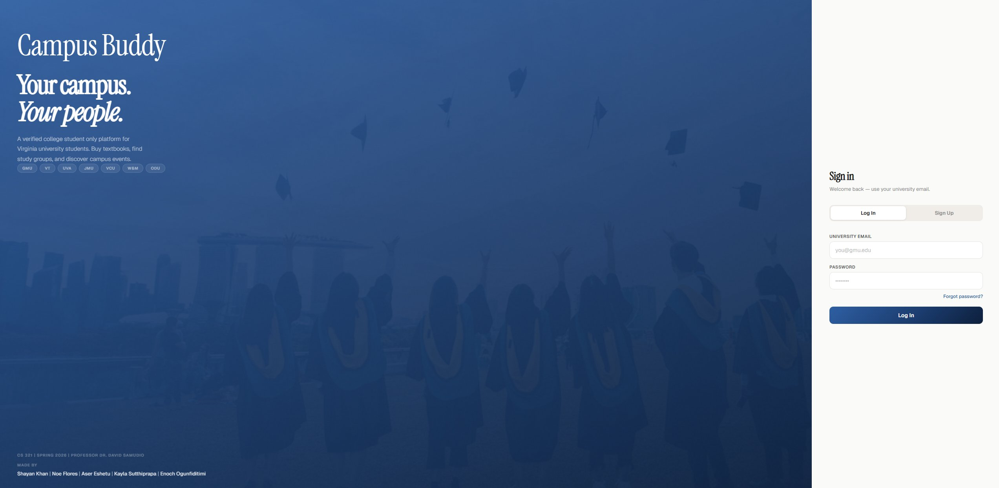 Campus Buddy
Your campus.
Your people.
A verified college student only platform for
Virginia university students. Buy textbooks, find
study groups, and discover campus events.
GMU VT UVA JMU VCU W&M ODU
CS 321 | SPRING 2026 | PROFESSOR DR. DAVID SAMUDIO
MADE BY
Shayan Khan | Noe Flores | Aser Eshetu | Kayla Sutthiprapa | Enoch Ogunfiditimi
Sign in
Welcome back — use your university email.
Log In Sign Up
UNIVERSITY EMAIL
you@gmu.edu
PASSWORD
••••••••
Forgot password?
Log In